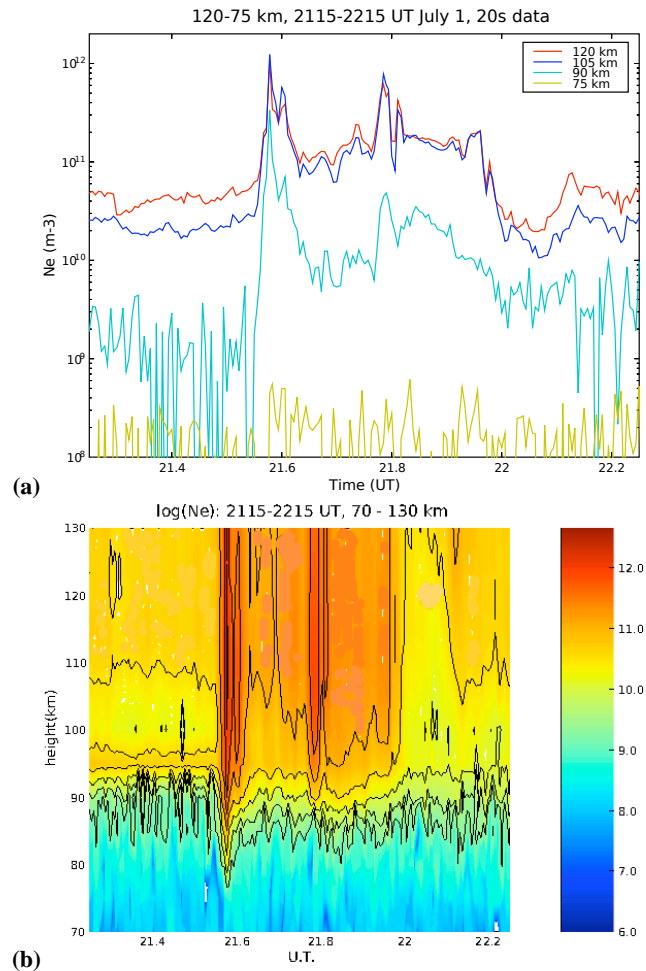 120-75 km, 2115-2215 UT July 1, 20s data
120 km
105 km
90 km
75 km
10^12
10^11
10^10
10^9
10^8
Ne (m-3)
21.4
21.6
21.8
22
22.2
Time (UT)
(a)
log(Ne): 2115-2215 UT, 70 - 130 km
130
120
110
100
90
80
70
height(km)
21.4
21.6
21.8
22
22.2
U.T.
12.0
11.0
10.0
9.0
8.0
7.0
6.0
(b)